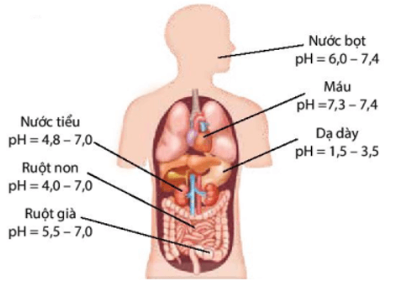 Nước bọt
pH = 6,0 – 7,4
Máu
pH =7,3 – 7,4
Dạ dày
pH = 1,5 – 3,5
Nước tiểu
pH = 4,8 – 7,0
Ruột non
pH = 4,0 – 7,0
Ruột già
pH = 5,5 – 7,0